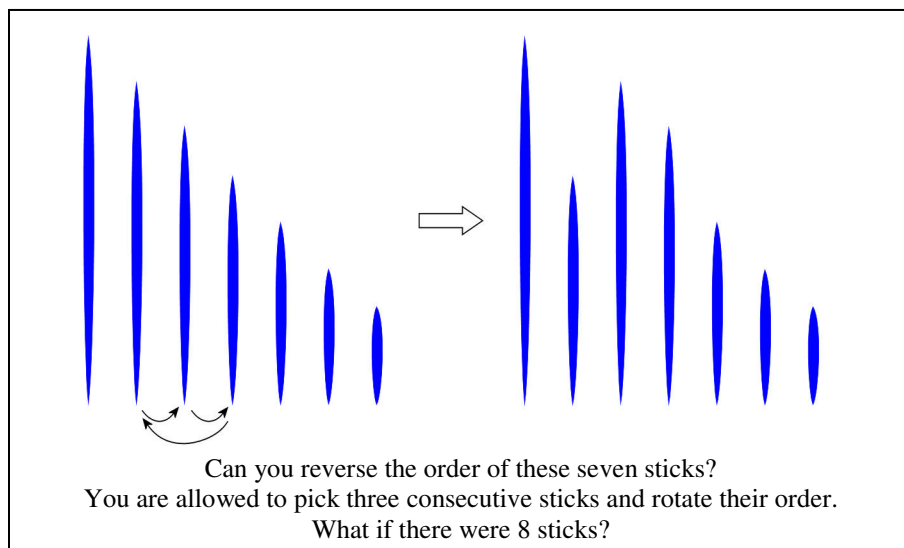 Can you reverse the order of these seven sticks?
You are allowed to pick three consecutive sticks and rotate their order.
What if there were 8 sticks?